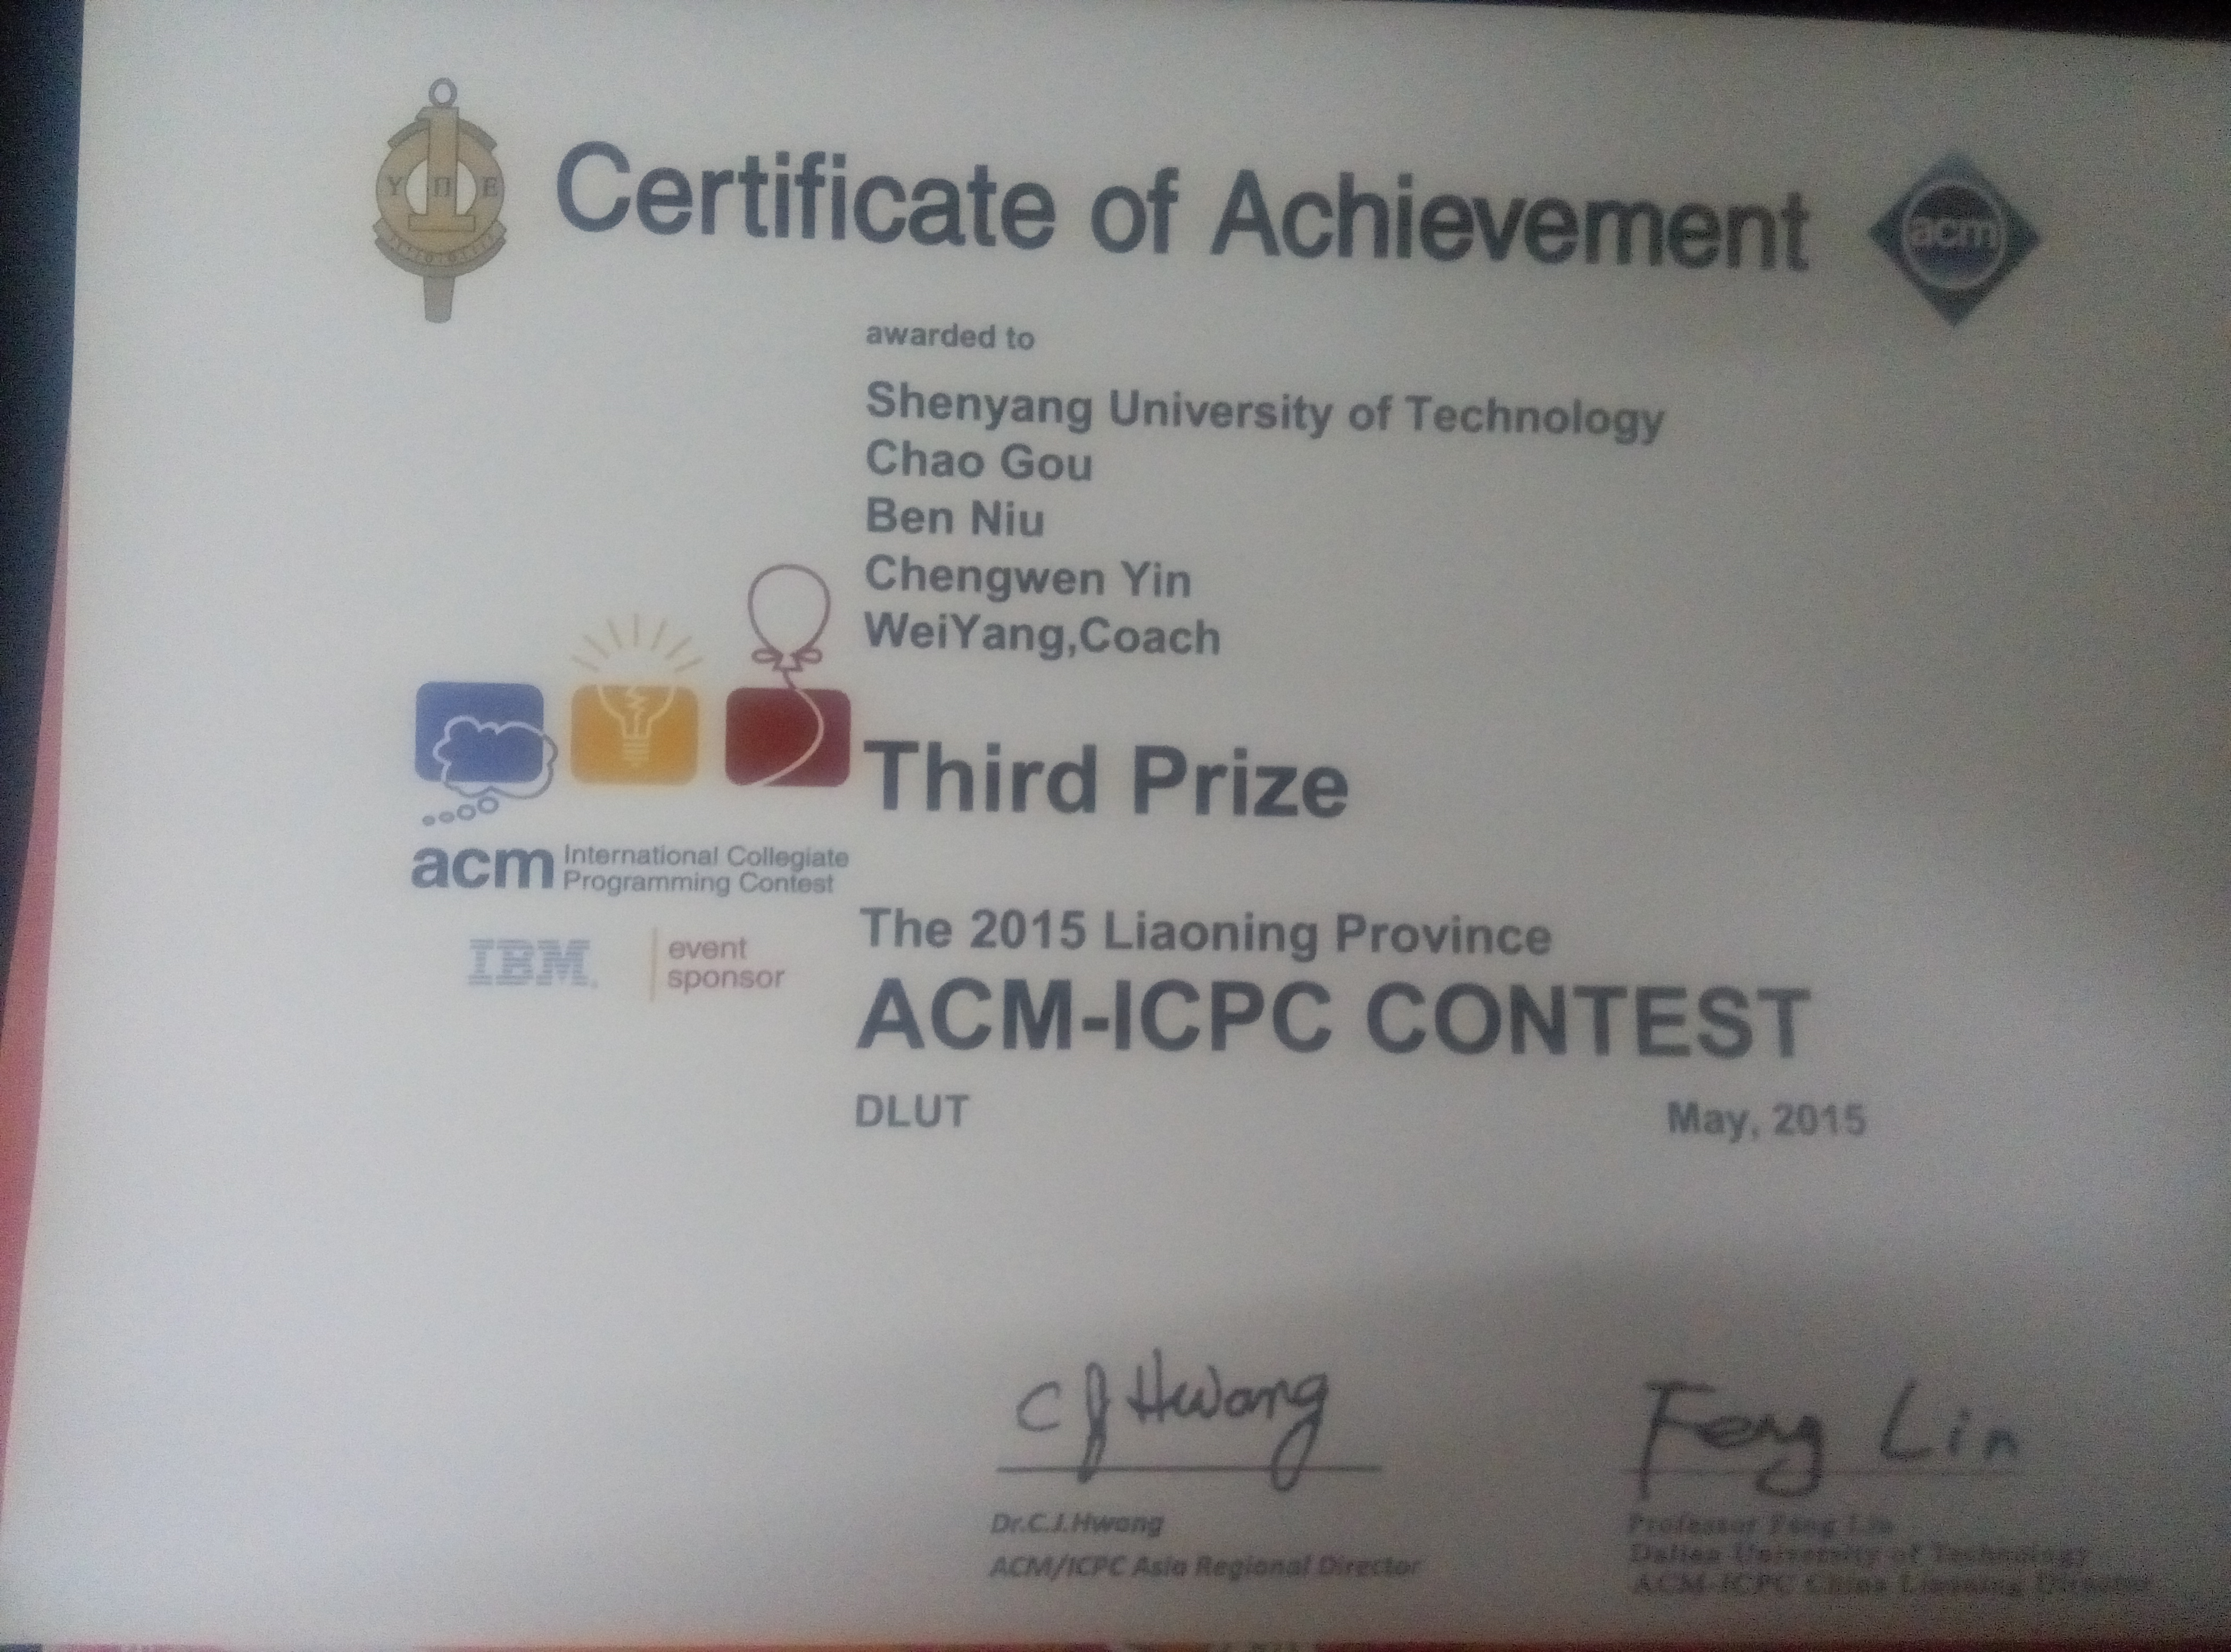 Υ Π Ε
Certificate of Achievement
acm
awarded to
Shenyang University of Technology
Chao Gou
Ben Niu
Chengwen Yin
WeiYang,Coach
Third Prize
acm International Collegiate
Programming Contest
IBM. event
sponsor
The 2015 Liaoning Province
ACM-ICPC CONTEST
DLUT May, 2015
C J Hwang
Feng Lin
Dr.C.J.Hwang
ACM/ICPC Asia Regional Director
Professor Feng Lin
Dalian University of Technology
ACM-ICPC China Liaoning Director